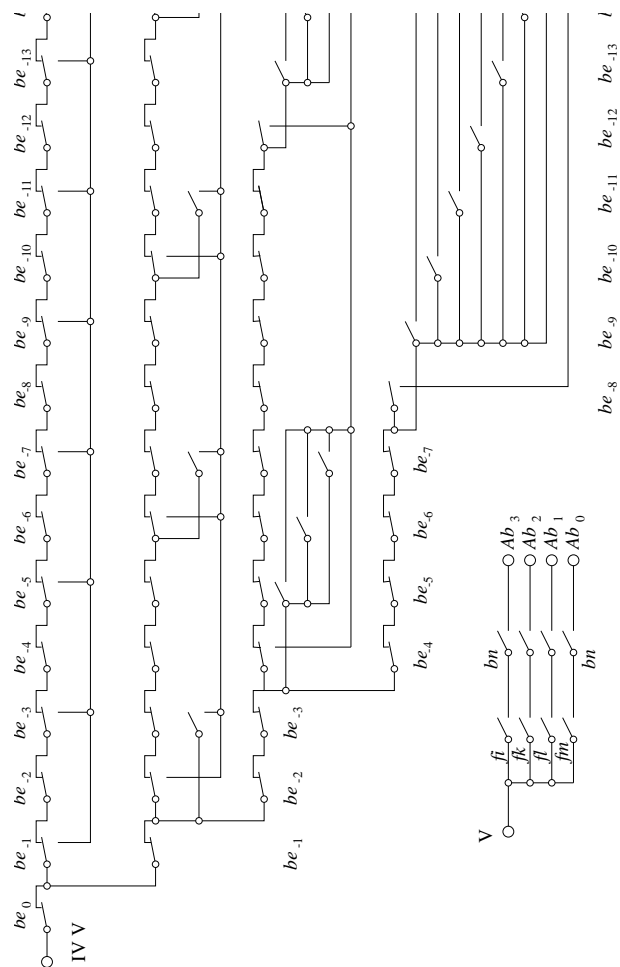 be₀ be₋₁ be₋₂ be₋₃ be₋₄ be₋₅ be₋₆ be₋₇ be₋₈ be₋₉ be₋₁₀ be₋₁₁ be₋₁₂ be₋₁₃
IV V
be₋₁ be₋₂ be₋₃
be₋₄ be₋₅ be₋₆ be₋₇
V
fi bn Ab₃
fk Ab₂
fl Ab₁
fm bn Ab₀
be₋₈ be₋₉ be₋₁₀ be₋₁₁ be₋₁₂ be₋₁₃